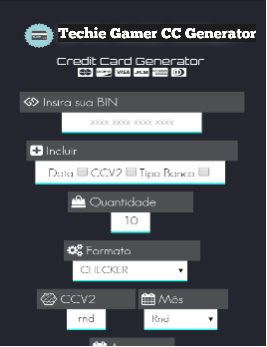 Techie Gamer CC Generator
Credit Card Generator
VISA
Insira sua BIN
xxxx xxxx xxxx xxxx
Incluir
Data CCV2 Tipo Banco
Quantidade
10
Formato
CHECKER
CCV2 Mês
rnd Rnd